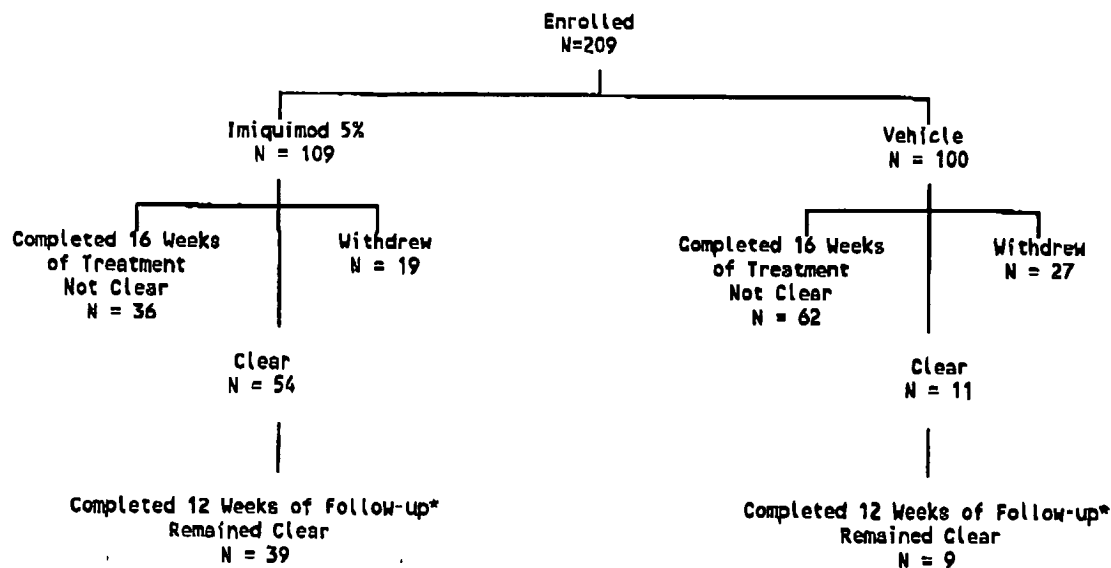 Enrolled
N=209
Imiquimod 5%
N = 109
Vehicle
N = 100
Completed 16 Weeks
of Treatment
Not Clear
N = 36
Withdrew
N = 19
Completed 16 Weeks
of Treatment
Not Clear
N = 62
Withdrew
N = 27
Clear
N = 54
Clear
N = 11
Completed 12 Weeks of Follow-up*
Remained Clear
N = 39
Completed 12 Weeks of Follow-up*
Remained Clear
N = 9